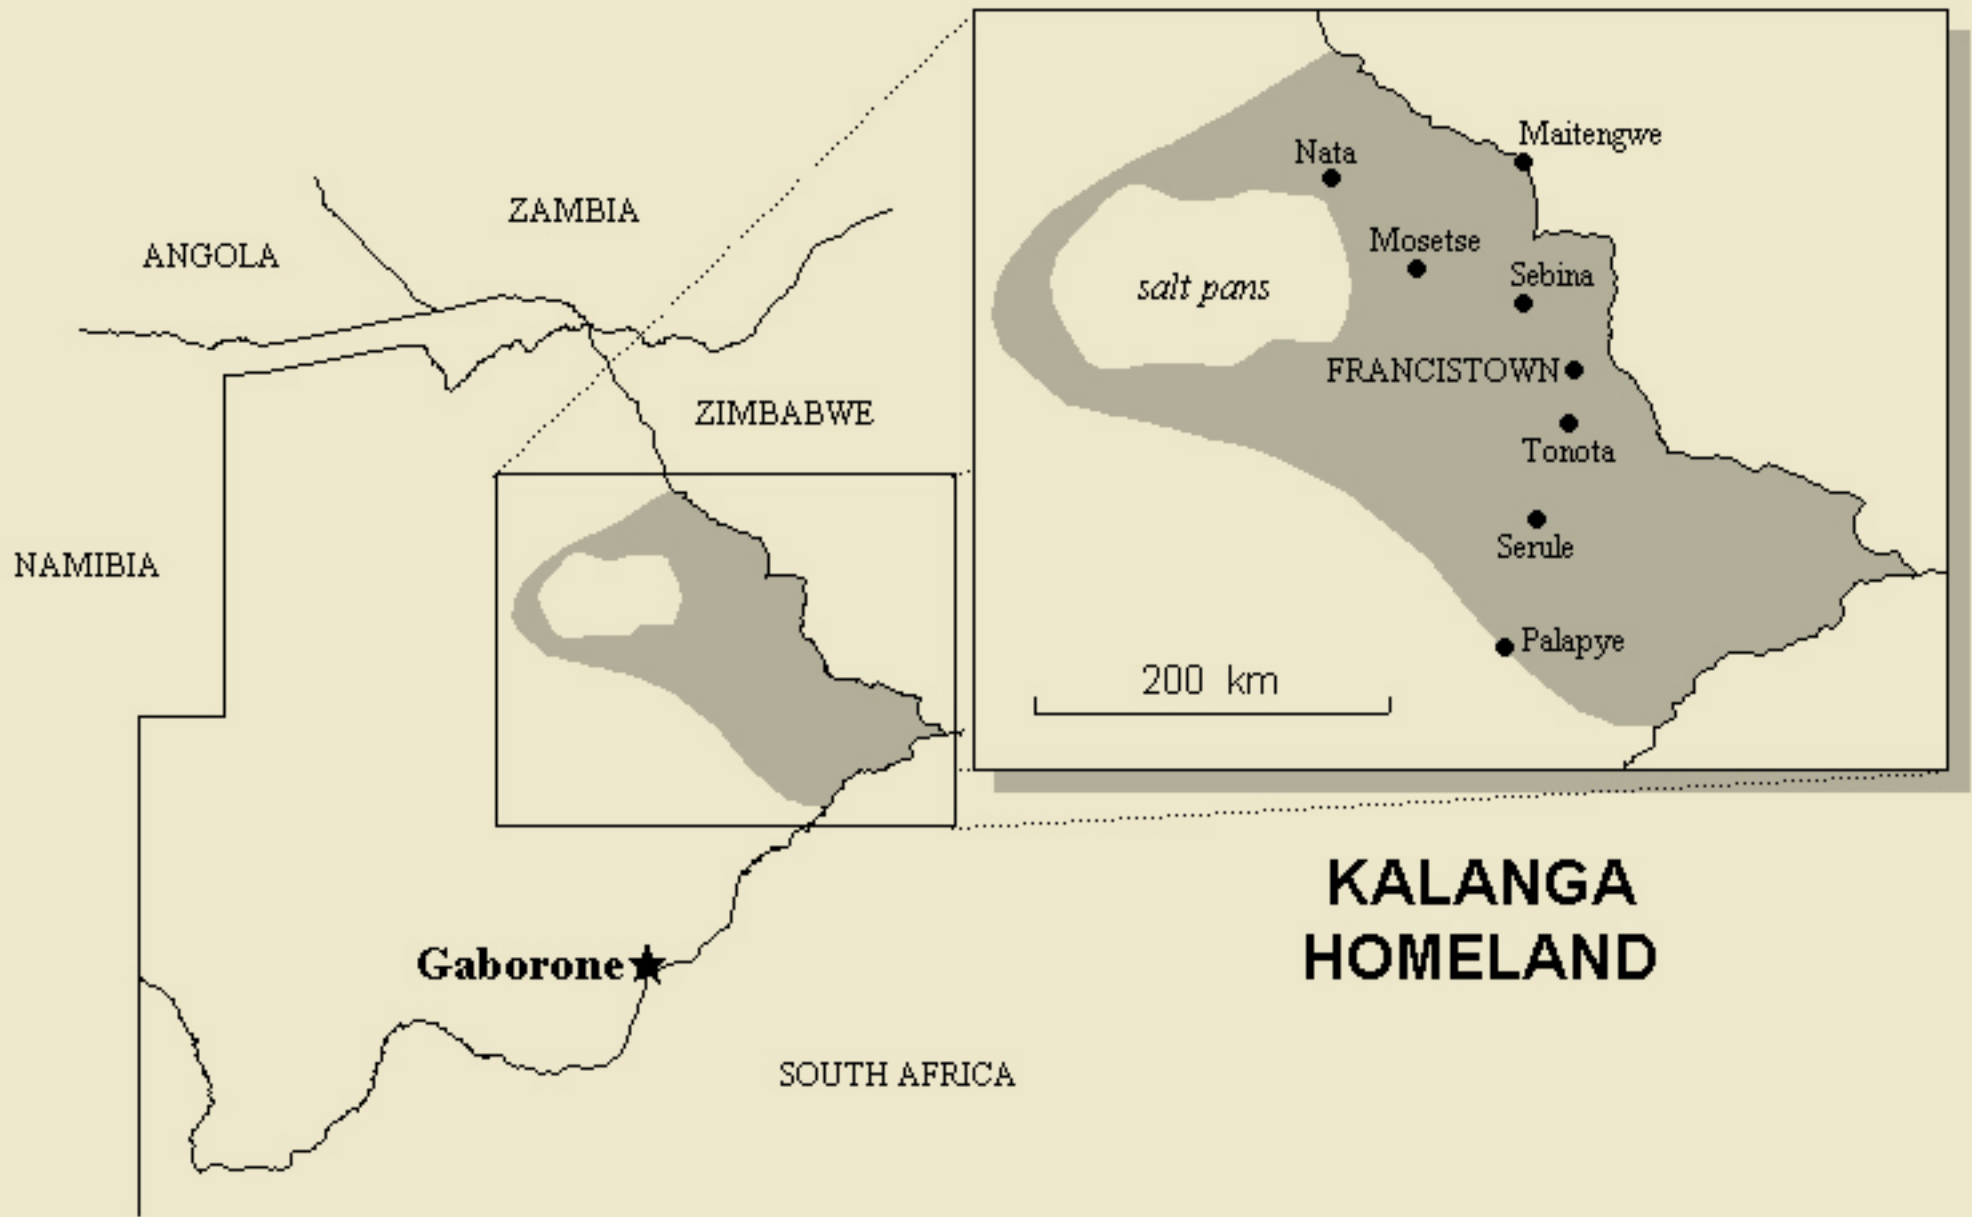 Maitengwe
Nata
ZAMBIA
ANGOLA
Mosetse
Sebina
salt pans
FRANCISTOWN
ZIMBABWE
Tonota
Serule
NAMIBIA
Palapye
200 km
KALANGA
HOMELAND
Gaborone
SOUTH AFRICA